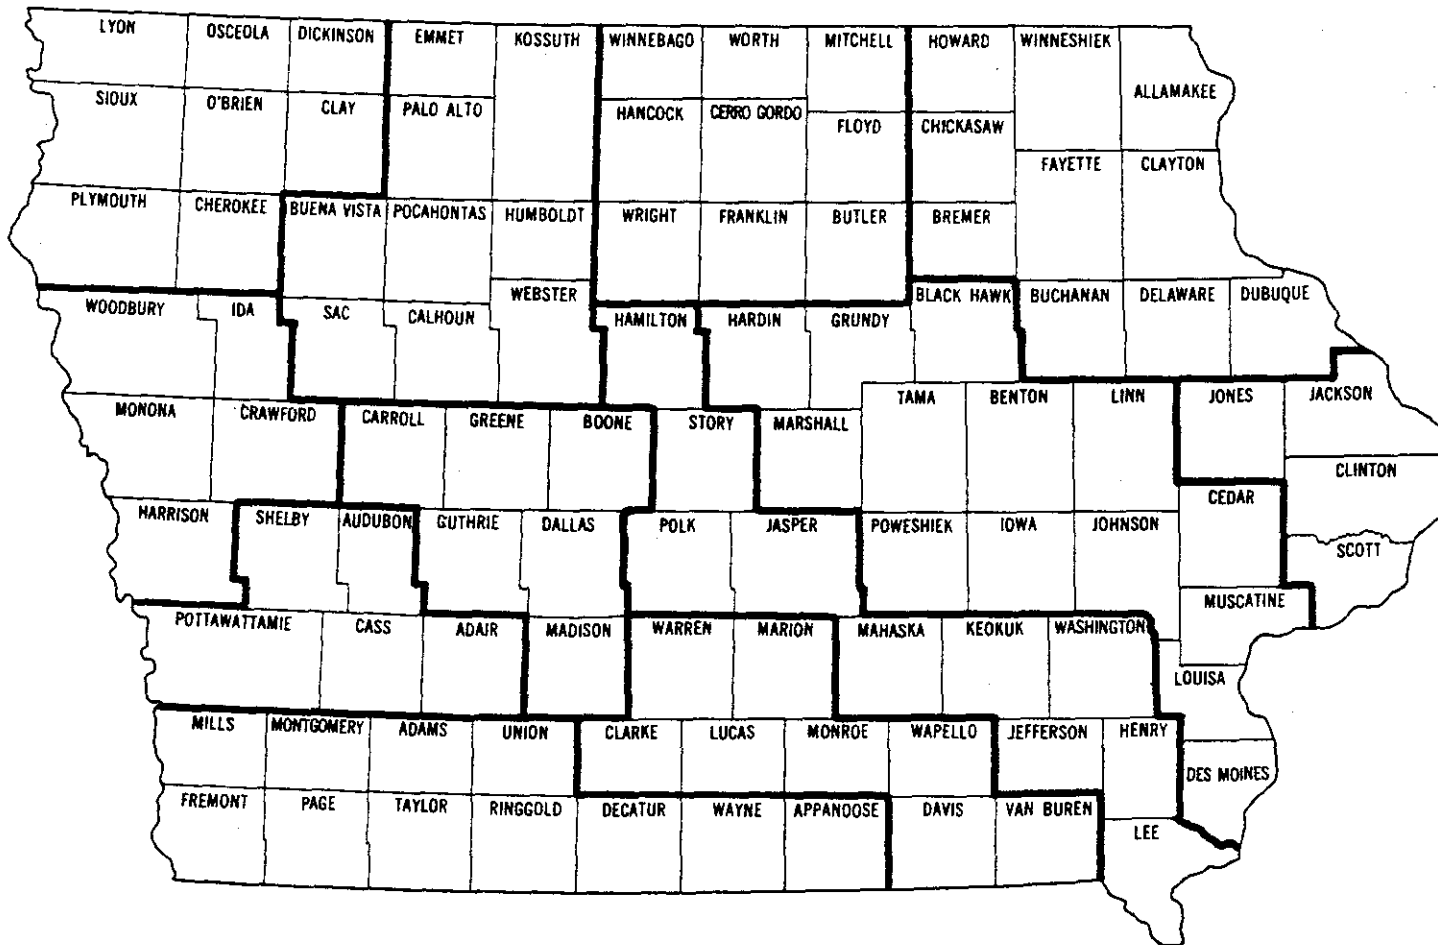 LYON OSCEOLA DICKINSON EMMET KOSSUTH WINNEBAGO WORTH MITCHELL HOWARD WINNESHIEK
ALLAMAKEE
SIOUX O'BRIEN CLAY PALO ALTO HANCOCK CERRO GORDO FLOYD CHICKASAW
FAYETTE CLAYTON
PLYMOUTH CHEROKEE BUENA VISTA POCAHONTAS HUMBOLDT WRIGHT FRANKLIN BUTLER BREMER
WOODBURY IDA SAC CALHOUN WEBSTER HAMILTON HARDIN GRUNDY BLACK HAWK BUCHANAN DELAWARE DUBUQUE
MONONA CRAWFORD CARROLL GREENE BOONE STORY MARSHALL TAMA BENTON LINN JONES JACKSON
CLINTON
HARRISON SHELBY AUDUBON GUTHRIE DALLAS POLK JASPER POWESHIEK IOWA JOHNSON CEDAR
SCOTT
MUSCATINE
POTTAWATTAMIE CASS ADAIR MADISON WARREN MARION MAHASKA KEOKUK WASHINGTON
LOUISA
MILLS MONTGOMERY ADAMS UNION CLARKE LUCAS MONROE WAPELLO JEFFERSON HENRY
DES MOINES
FREMONT PAGE TAYLOR RINGGOLD DECATUR WAYNE APPANOOSE DAVIS VAN BUREN
LEE